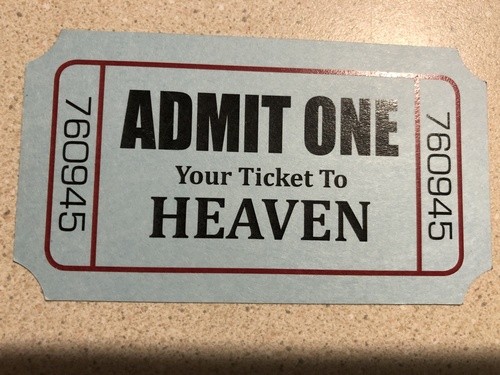 760945
ADMIT ONE
Your Ticket To
HEAVEN
760945